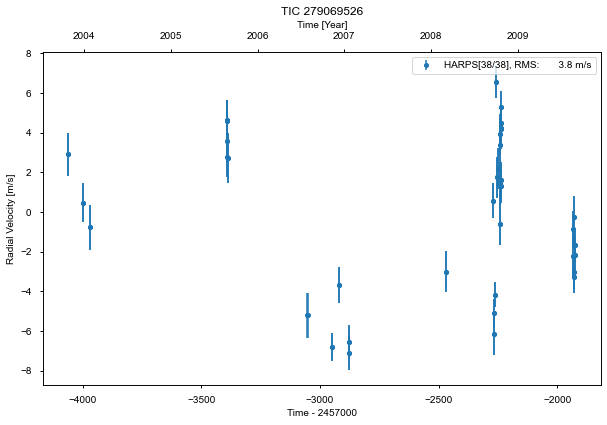 TIC 279069526
Time [Year]
2004 2005 2006 2007 2008 2009
HARPS[38/38], RMS: 3.8 m/s
Radial Velocity [m/s]
8
6
4
2
0
−2
−4
−6
−8
−4000 −3500 −3000 −2500 −2000
Time - 2457000